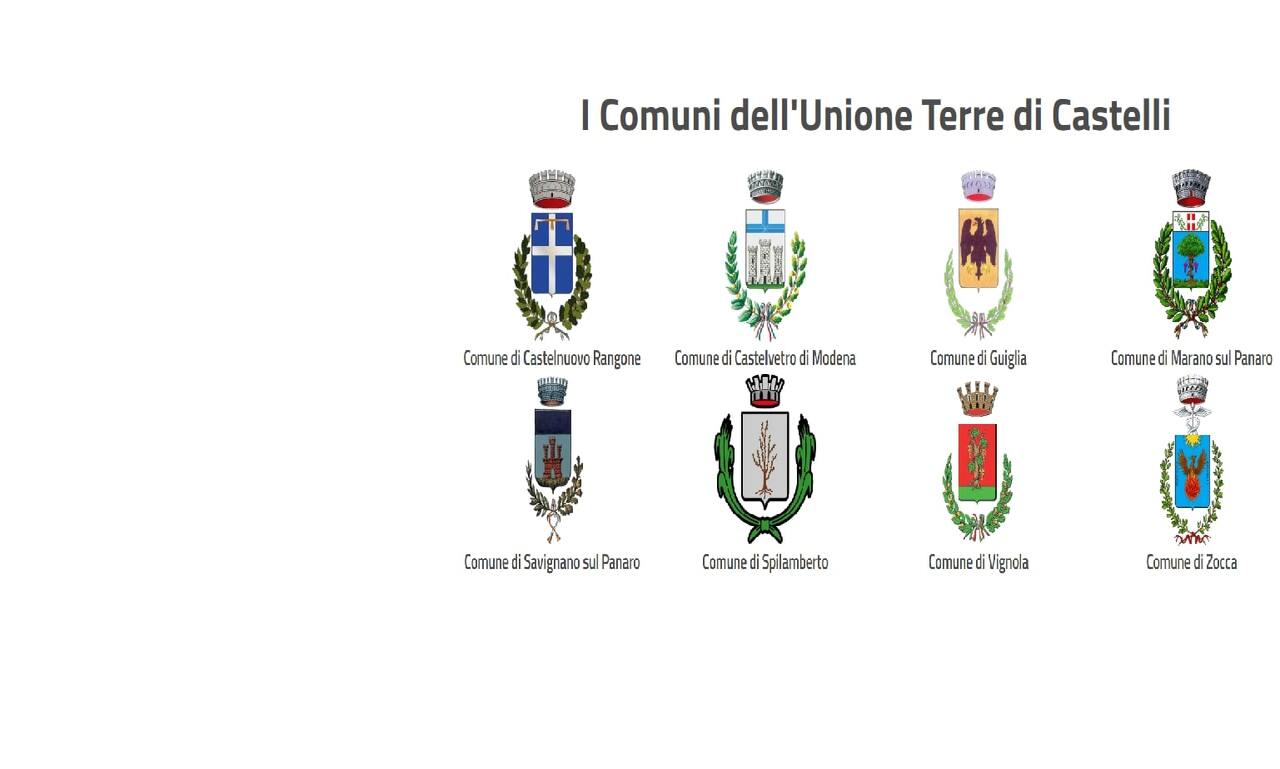 I Comuni dell'Unione Terre di Castelli
Comune di Castelnuovo Rangone
Comune di Castelvetro di Modena
Comune di Guiglia
Comune di Marano sul Panaro
Comune di Savignano sul Panaro
Comune di Spilamberto
Comune di Vignola
Comune di Zocca